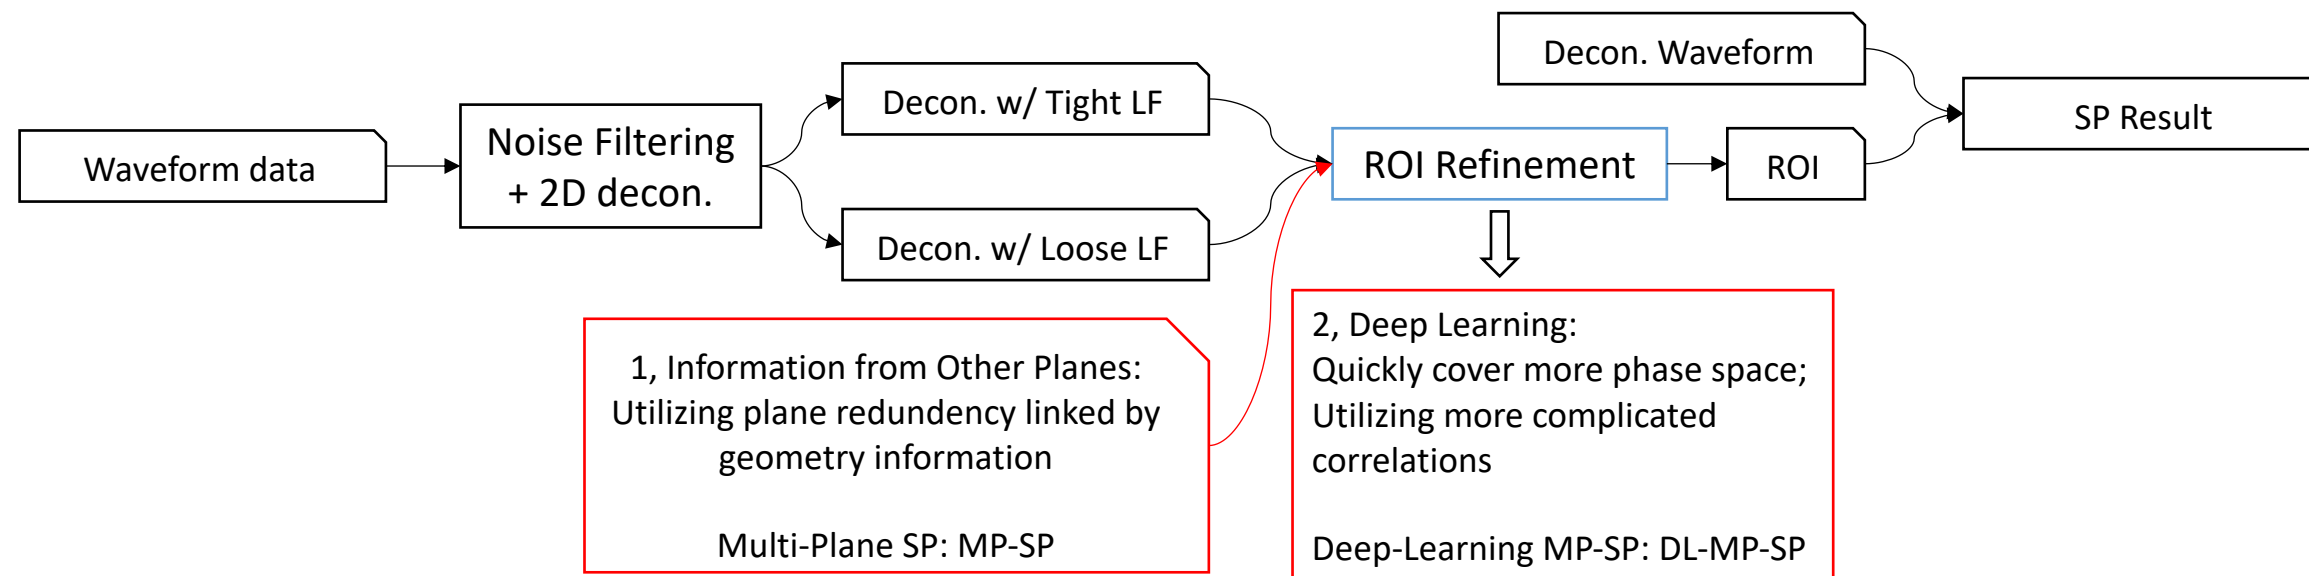 Waveform data
Noise Filtering
+ 2D decon.
Decon. w/ Tight LF
Decon. w/ Loose LF
ROI Refinement
ROI
Decon. Waveform
SP Result
1, Information from Other Planes:
Utilizing plane redundency linked by
geometry information
Multi-Plane SP: MP-SP
2, Deep Learning:
Quickly cover more phase space;
Utilizing more complicated
correlations
Deep-Learning MP-SP: DL-MP-SP